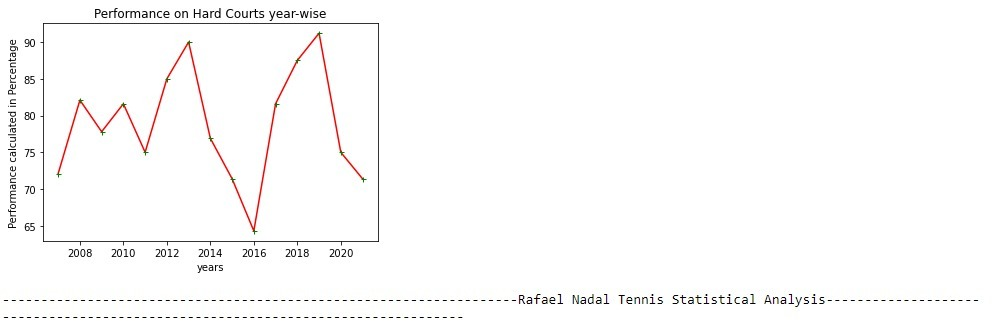 Performance on Hard Courts year-wise
Performance calculated in Percentage
90
85
80
75
70
65
2008 2010 2012 2014 2016 2018 2020
years
-------------------------------------------------------------------Rafael Nadal Tennis Statistical Analysis--------------------
------------------------------------------------------------